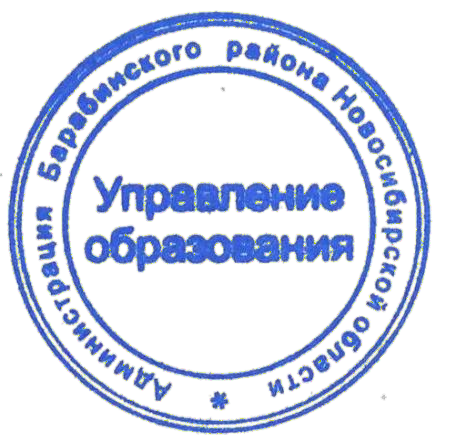 Администрация Барабинского района Новосибирской области *
Управление
образования